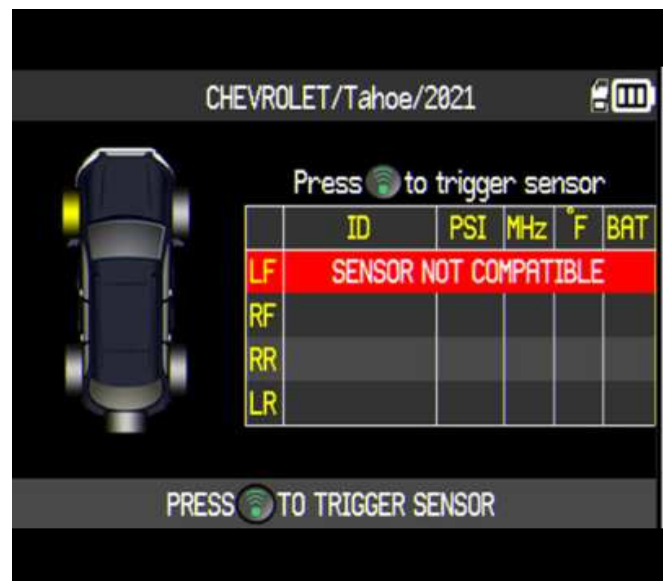 CHEVROLET/Tahoe/2021
Press to trigger sensor
ID PSI MHz °F BAT
LF SENSOR NOT COMPATIBLE
RF
RR
LR
PRESS TO TRIGGER SENSOR